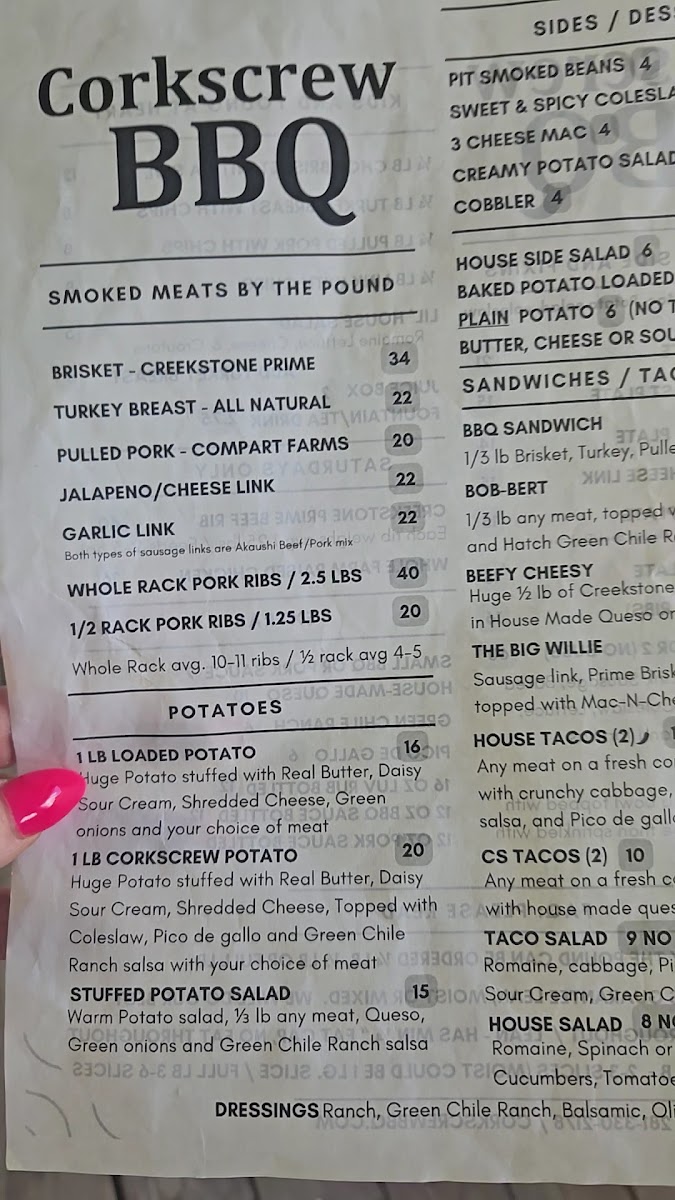 Corkscrew
BBQ
SMOKED MEATS BY THE POUND
BRISKET - CREEKSTONE PRIME 34
TURKEY BREAST - ALL NATURAL 22
PULLED PORK - COMPART FARMS 20
JALAPENO/CHEESE LINK 22
GARLIC LINK 22
Both types of sausage links are Akaushi Beef/Pork mix
WHOLE RACK PORK RIBS / 2.5 LBS 40
1/2 RACK PORK RIBS / 1.25 LBS 20
Whole Rack avg. 10-11 ribs / ½ rack avg 4-5
POTATOES
1 LB LOADED POTATO 16
Huge Potato stuffed with Real Butter, Daisy
Sour Cream, Shredded Cheese, Green
onions and your choice of meat
1 LB CORKSCREW POTATO 20
Huge Potato stuffed with Real Butter, Daisy
Sour Cream, Shredded Cheese, Topped with
Coleslaw, Pico de gallo and Green Chile
Ranch salsa with your choice of meat
STUFFED POTATO SALAD 15
Warm Potato salad, ⅓ lb any meat, Queso,
Green onions and Green Chile Ranch salsa
SIDES / DES
PIT SMOKED BEANS 4
SWEET & SPICY COLESLA
3 CHEESE MAC 4
CREAMY POTATO SALAD
COBBLER 4
HOUSE SIDE SALAD 6
BAKED POTATO LOADED
PLAIN POTATO 6 (NO T
BUTTER, CHEESE OR SOU
SANDWICHES / TAC
BBQ SANDWICH
1/3 lb Brisket, Turkey, Pulle
BOB-BERT
1/3 lb any meat, topped
and Hatch Green Chile R
BEEFY CHEESY
Huge ½ lb of Creekstone
in House Made Queso or
THE BIG WILLIE
Sausage link, Prime Brisk
topped with Mac-N-Che
HOUSE TACOS (2)
Any meat on a fresh co
with crunchy cabbage,
salsa, and Pico de gall
CS TACOS (2) 10
Any meat on a fresh c
with house made ques
TACO SALAD 9 NO
Romaine, cabbage, Pi
Sour Cream, Green C
HOUSE SALAD 8 N
Romaine, Spinach or
Cucumbers, Tomatoe
DRESSINGS Ranch, Green Chile Ranch, Balsamic, Oli